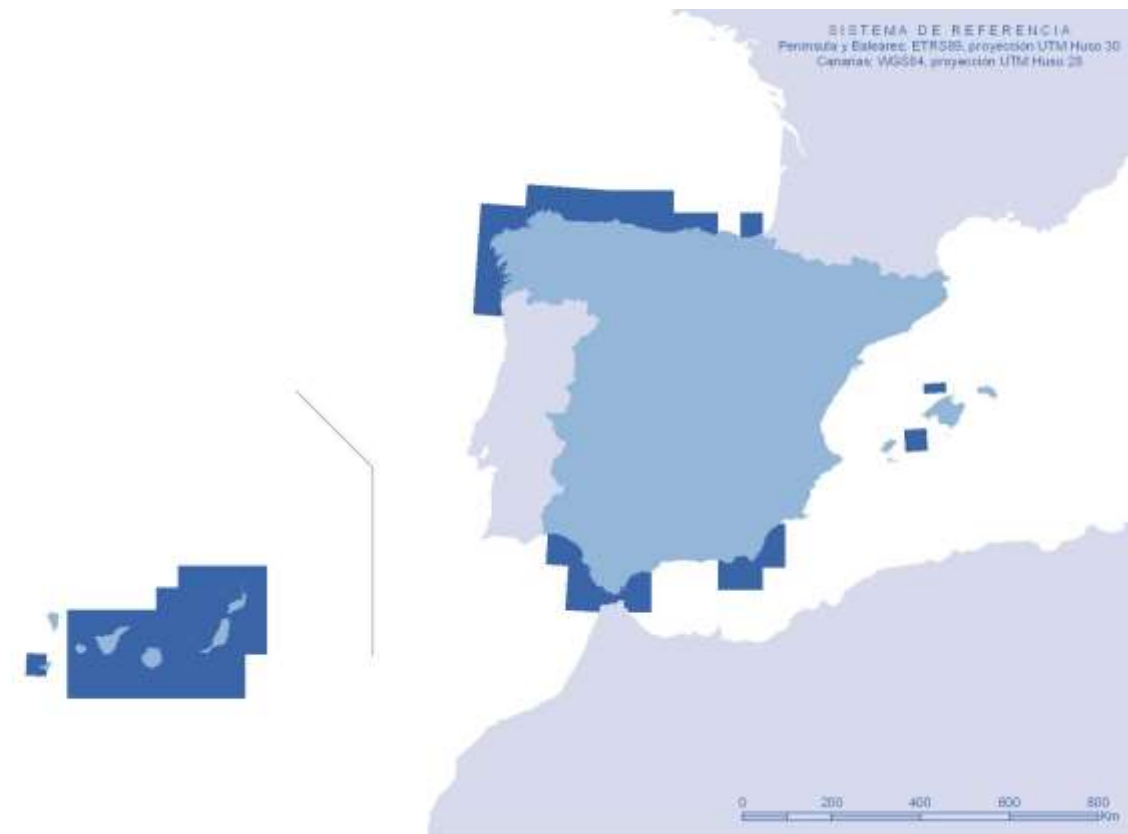 SISTEMA DE REFERENCIA
Península y Baleares: ETRS89, proyección UTM Huso 30
Canarias: WGS84, proyección UTM Huso 28
0 200 400 600 800
Km